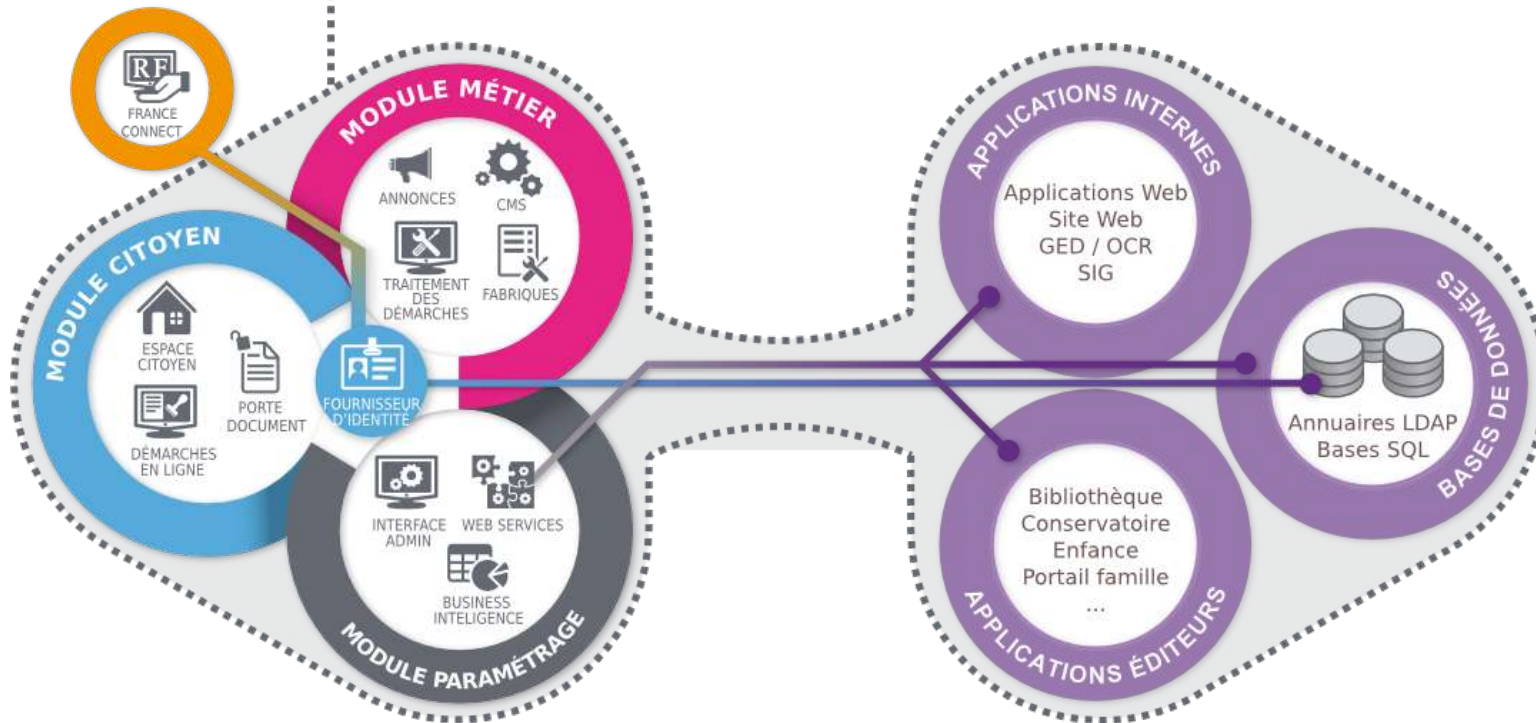 RF
FRANCE
CONNECT
MODULE MÉTIER
ANNONCES
CMS
TRAITEMENT
DES
DÉMARCHES
FABRIQUES
MODULE CITOYEN
ESPACE
CITOYEN
PORTE
DOCUMENT
DÉMARCHES
EN LIGNE
FOURNISSEUR
D'IDENTITÉ
INTERFACE
ADMIN
WEB SERVICES
BUSINESS
INTELIGENCE
MODULE PARAMÉTRAGE
APPLICATIONS INTERNES
Applications Web
Site Web
GED / OCR
SIG
BASES DE DONNÉES
Annuaires LDAP
Bases SQL
Bibliothèque
Conservatoire
Enfance
Portail famille
...
APPLICATIONS ÉDITEURS